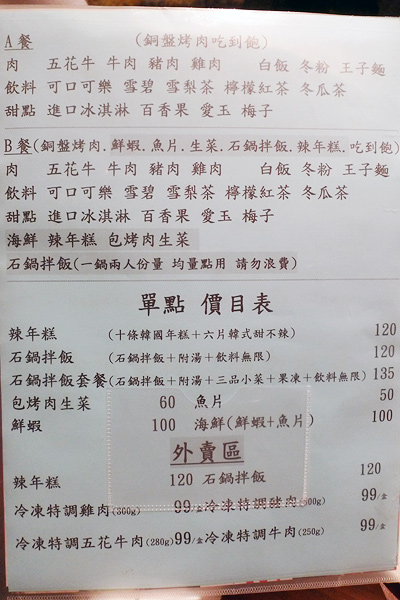 A餐 (銅盤烤肉吃到飽)
肉 五花牛 牛肉 豬肉 雞肉 白飯 冬粉 王子麵
飲料 可口可樂 雪碧 雪梨茶 檸檬紅茶 冬瓜茶
甜點 進口冰淇淋 百香果 愛玉 梅子
B餐(銅盤烤肉.鮮蝦.魚片.生菜.石鍋拌飯.辣年糕.吃到飽)
肉 五花牛 牛肉 豬肉 雞肉 白飯 冬粉 王子麵
飲料 可口可樂 雪碧 雪梨茶 檸檬紅茶 冬瓜茶
甜點 進口冰淇淋 百香果 愛玉 梅子
海鮮 辣年糕 包烤肉生菜
石鍋拌飯(一鍋兩人份量 均量點用 請勿浪費)
單點 價目表
辣年糕 (十條韓國年糕+六片韓式甜不辣) 120
石鍋拌飯 (石鍋拌飯+附湯+飲料無限) 120
石鍋拌飯套餐(石鍋拌飯+附湯+三品小菜+果凍+飲料無限) 135
包烤肉生菜 60 魚片 50
鮮蝦 100 海鮮(鮮蝦+魚片) 100
外賣區
辣年糕 120 石鍋拌飯 120
冷凍特調雞肉(300g) 99/盒 冷凍特調豬肉(300g) 99/盒
冷凍特調五花牛肉(280g) 99/盒 冷凍特調牛肉(250g) 99/盒